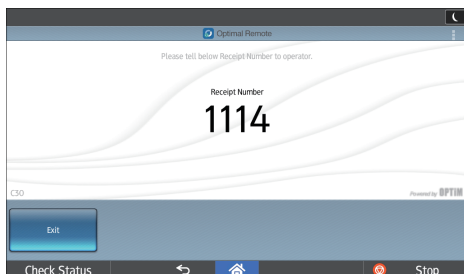 Optimal Remote
Please tell below Receipt Number to operator.
Receipt Number
1114
C30
Powered by OPTiM
Exit
Check Status
Stop